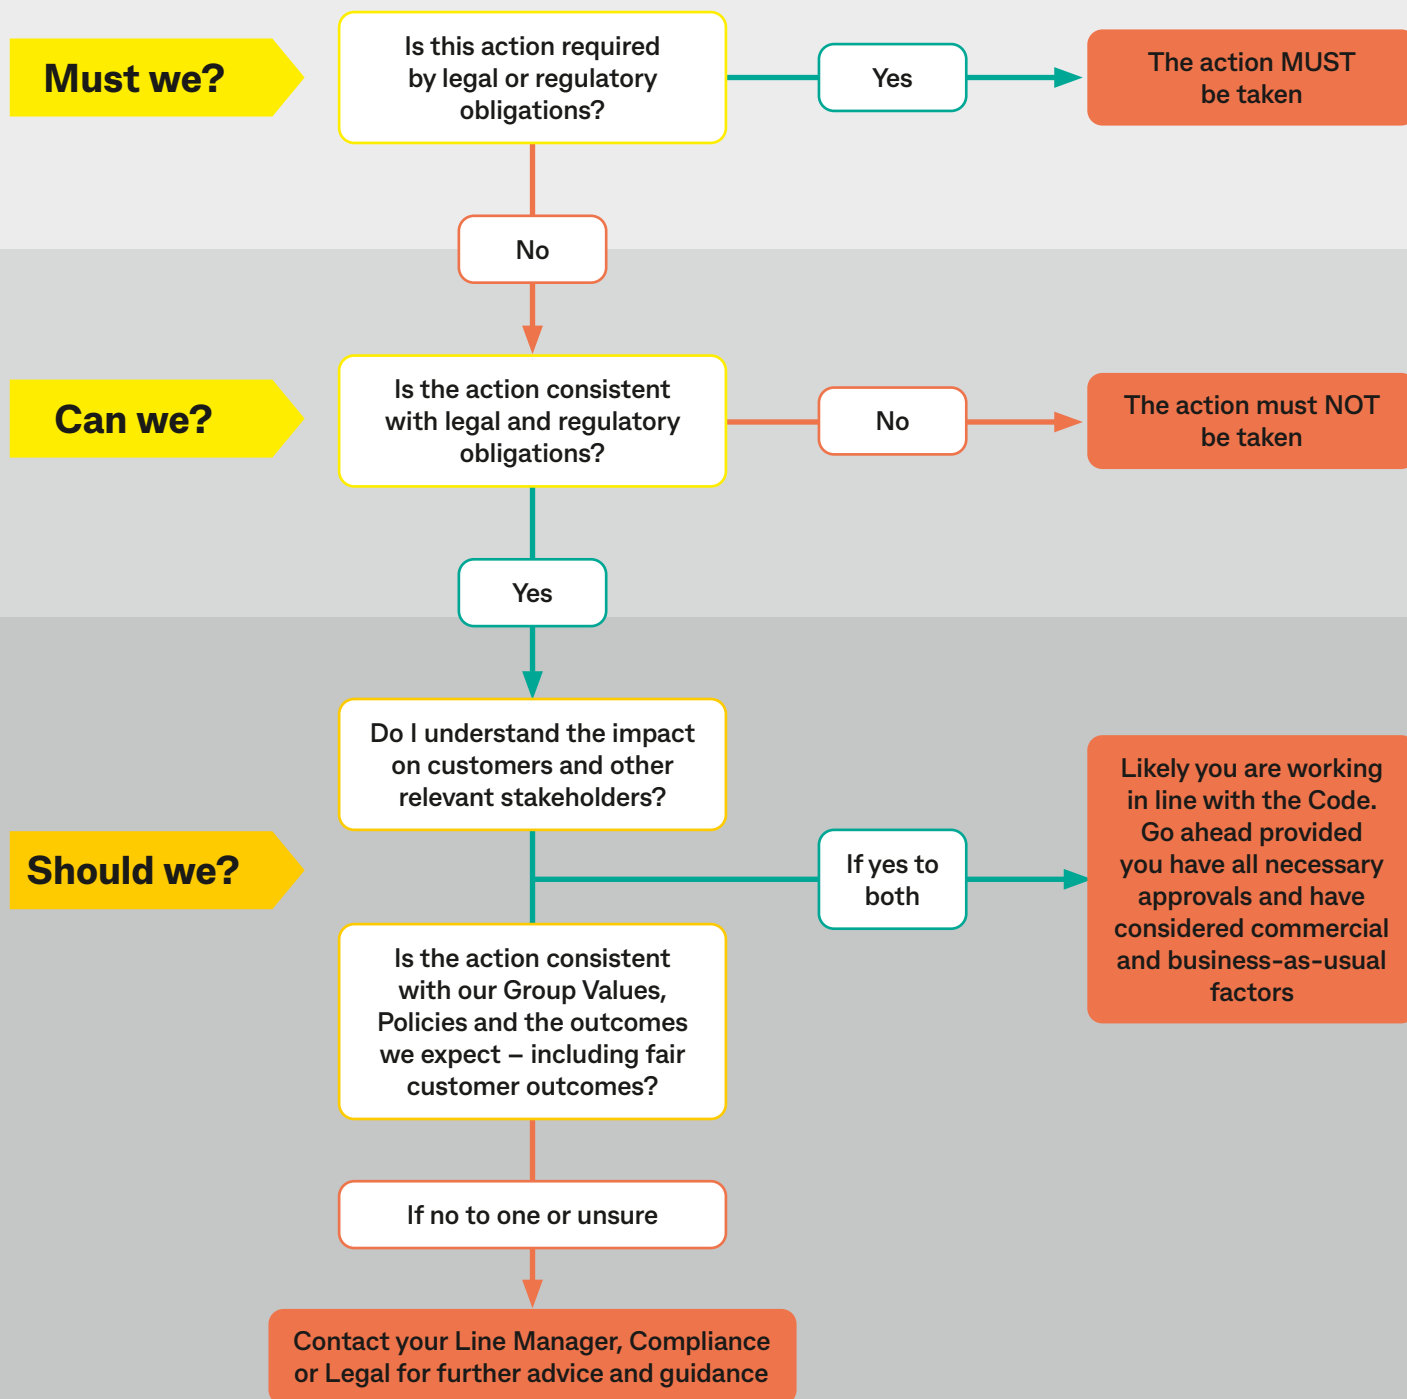 Must we?
Is this action required
by legal or regulatory
obligations?
Yes
The action MUST
be taken
No
Can we?
Is the action consistent
with legal and regulatory
obligations?
No
The action must NOT
be taken
Yes
Should we?
Do I understand the impact
on customers and other
relevant stakeholders?
If yes to
both
Likely you are working
in line with the Code.
Go ahead provided
you have all necessary
approvals and have
considered commercial
and business-as-usual
factors
Is the action consistent
with our Group Values,
Policies and the outcomes
we expect – including fair
customer outcomes?
If no to one or unsure
Contact your Line Manager, Compliance
or Legal for further advice and guidance